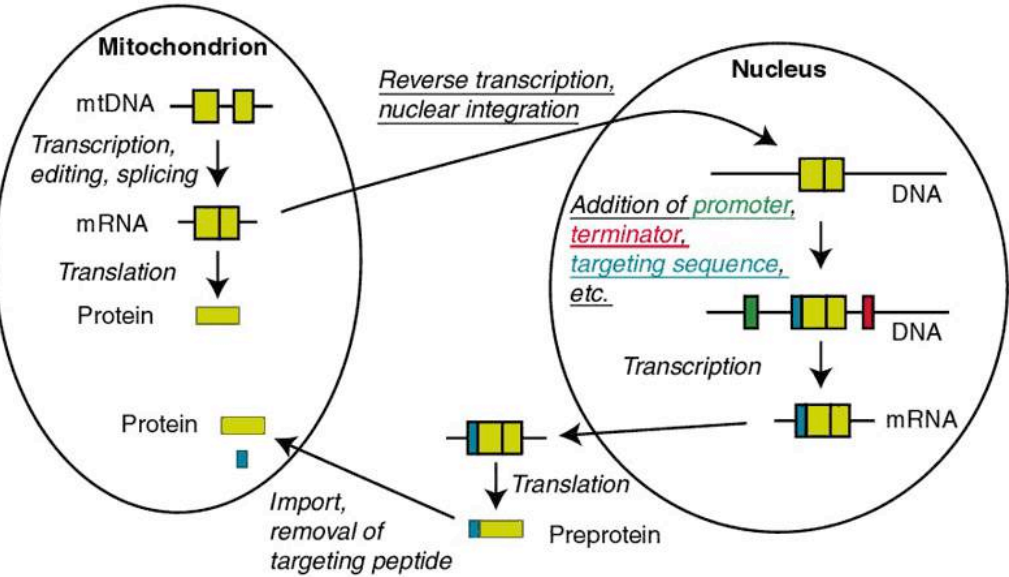 Mitochondrion
mtDNA
Transcription,
editing, splicing
mRNA
Translation
Protein
Reverse transcription,
nuclear integration
Nucleus
DNA
Addition of promoter,
terminator,
targeting sequence,
etc.
DNA
Transcription
mRNA
Translation
Preprotein
Import,
removal of
targeting peptide
Protein